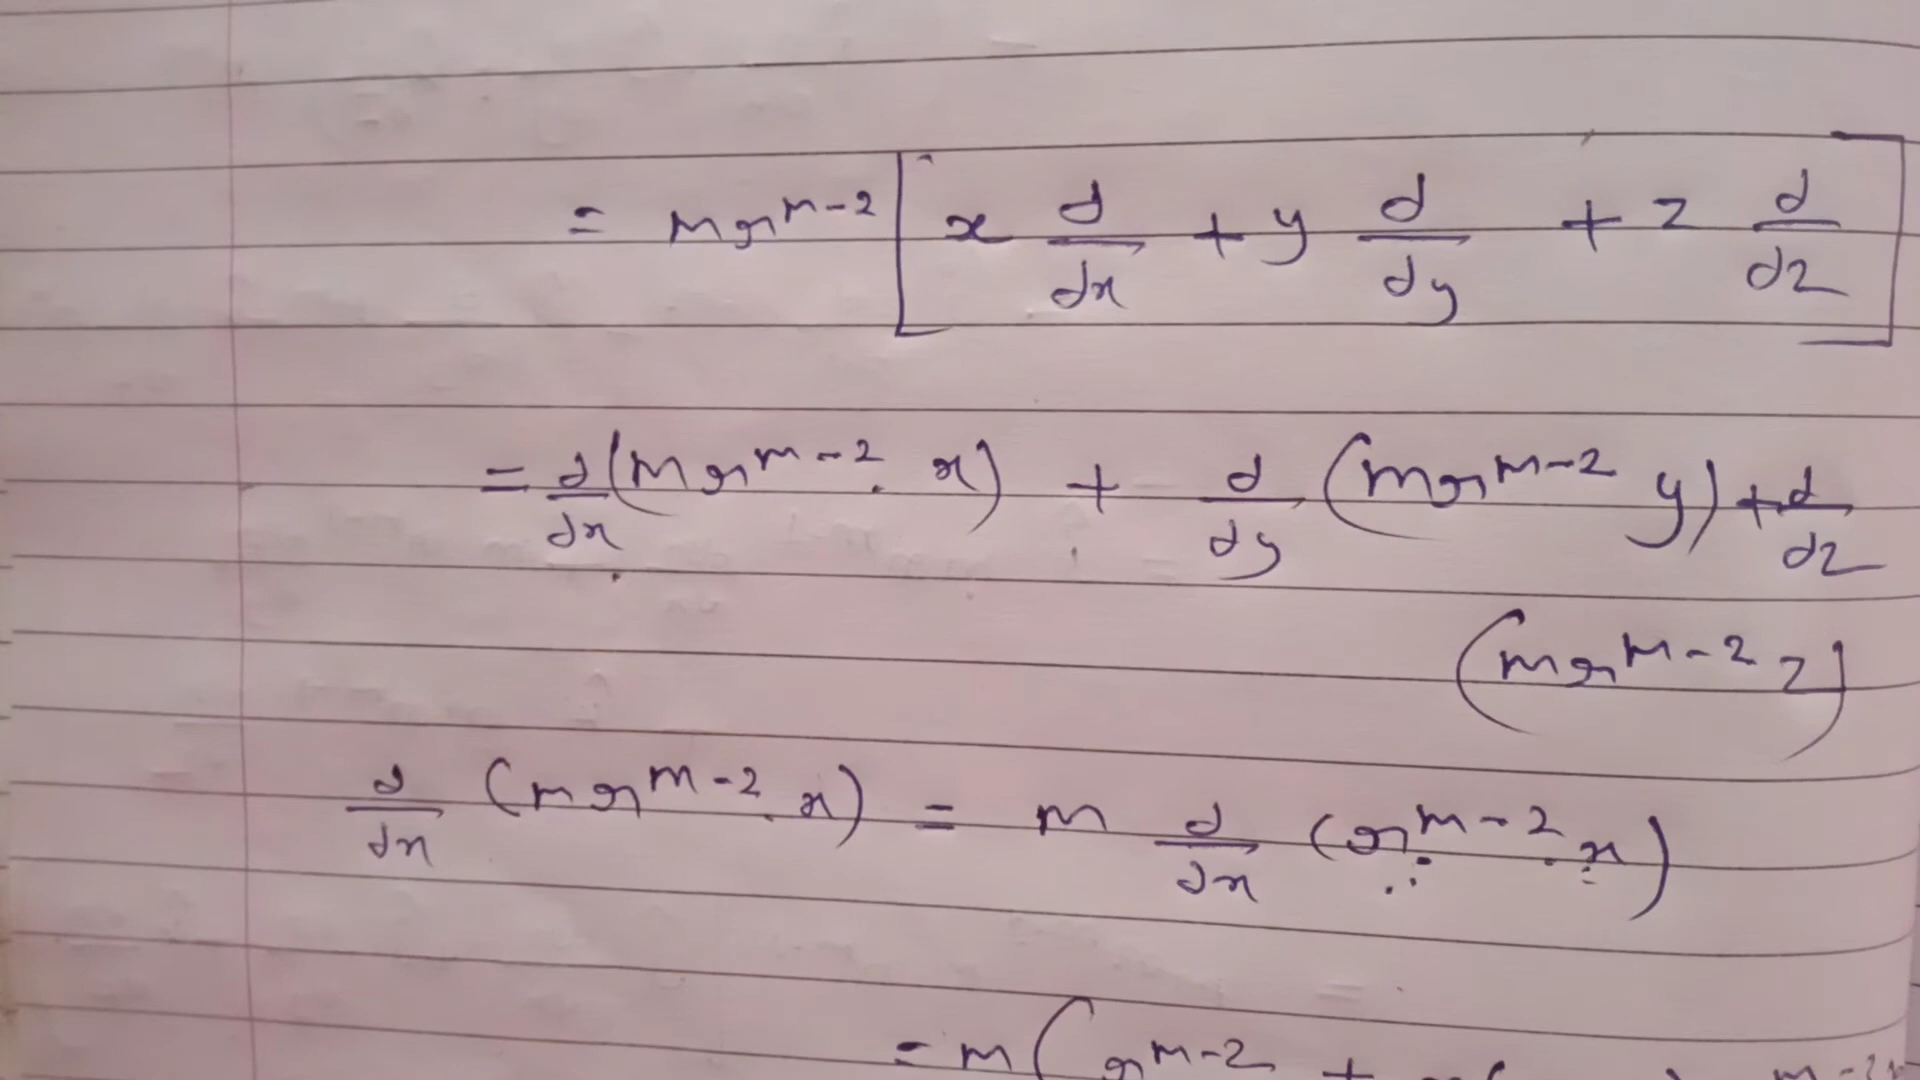 = mr^{m-2} [ x d/dx + y d/dy + z d/dz ]
= d/dx (mr^{m-2}. x) + d/dy (mr^{m-2} y) + d/dz
(mr^{m-2} z)
d/dx (mr^{m-2}. x) = m d/dx (r^{m-2}. x)
= m ( r^{m-2} +